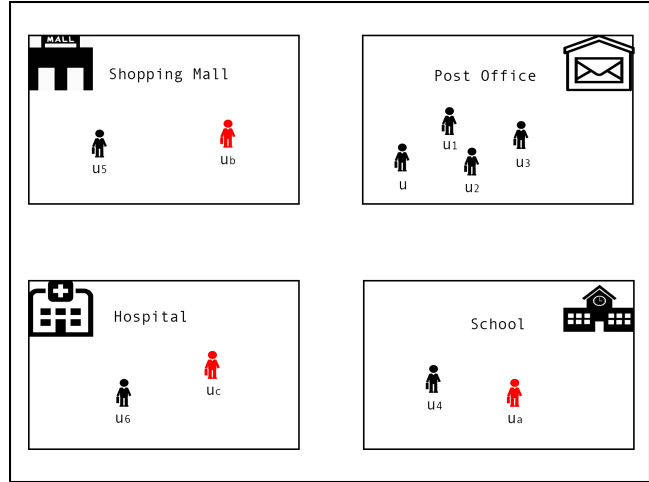 MALL
Shopping Mall
u5
ub
Post Office
u1
u3
u
u2
Hospital
uc
u6
School
u4
ua